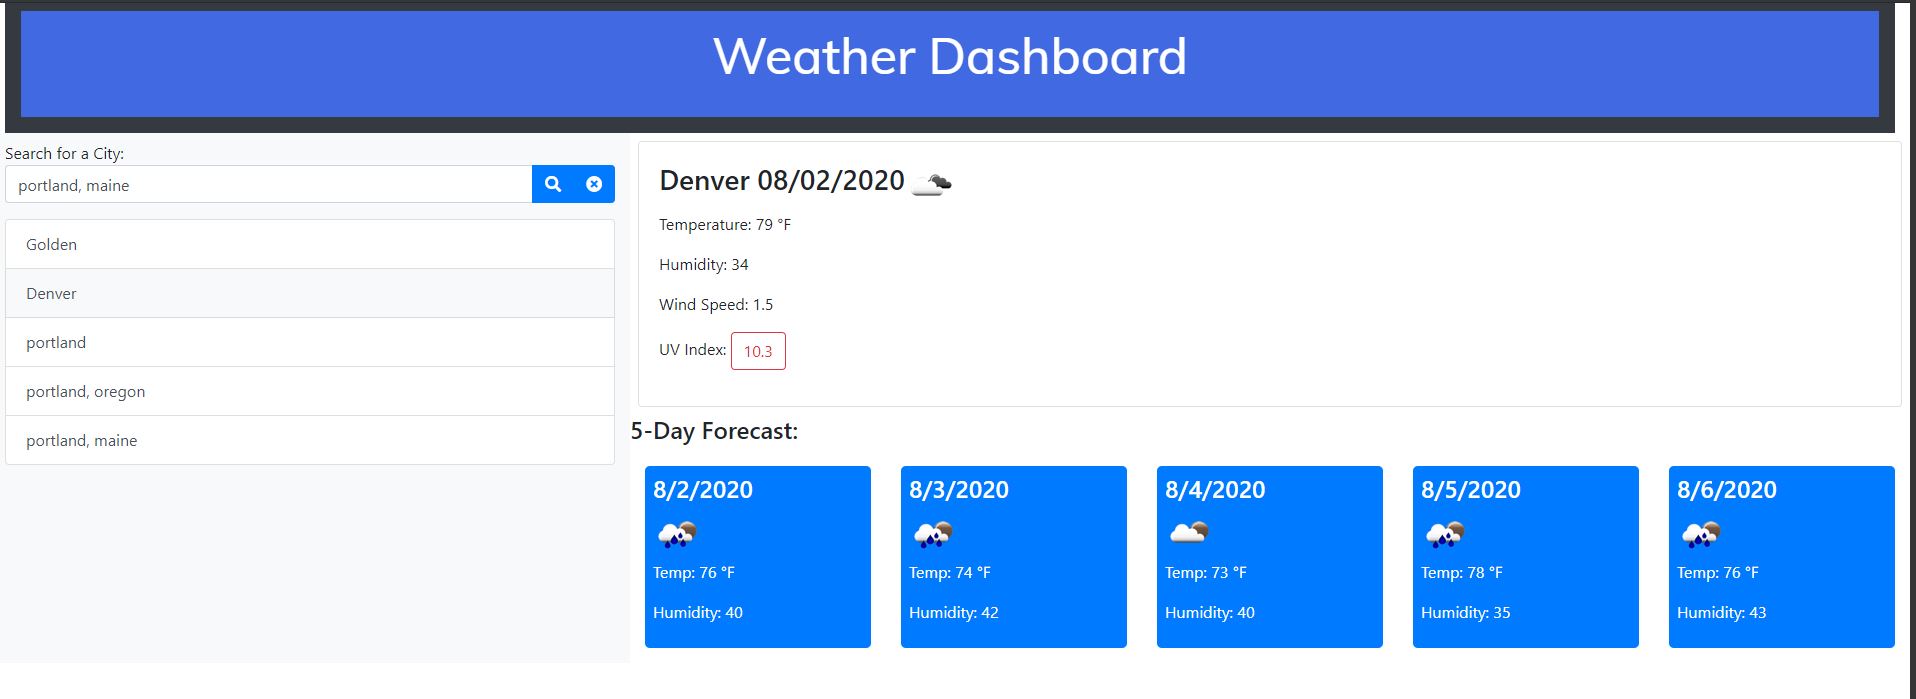 Weather Dashboard
Search for a City:
portland, maine
Golden
Denver
portland
portland, oregon
portland, maine
Denver 08/02/2020
Temperature: 79 °F
Humidity: 34
Wind Speed: 1.5
UV Index: 10.3
5-Day Forecast:
8/2/2020
Temp: 76 °F
Humidity: 40
8/3/2020
Temp: 74 °F
Humidity: 42
8/4/2020
Temp: 73 °F
Humidity: 40
8/5/2020
Temp: 78 °F
Humidity: 35
8/6/2020
Temp: 76 °F
Humidity: 43